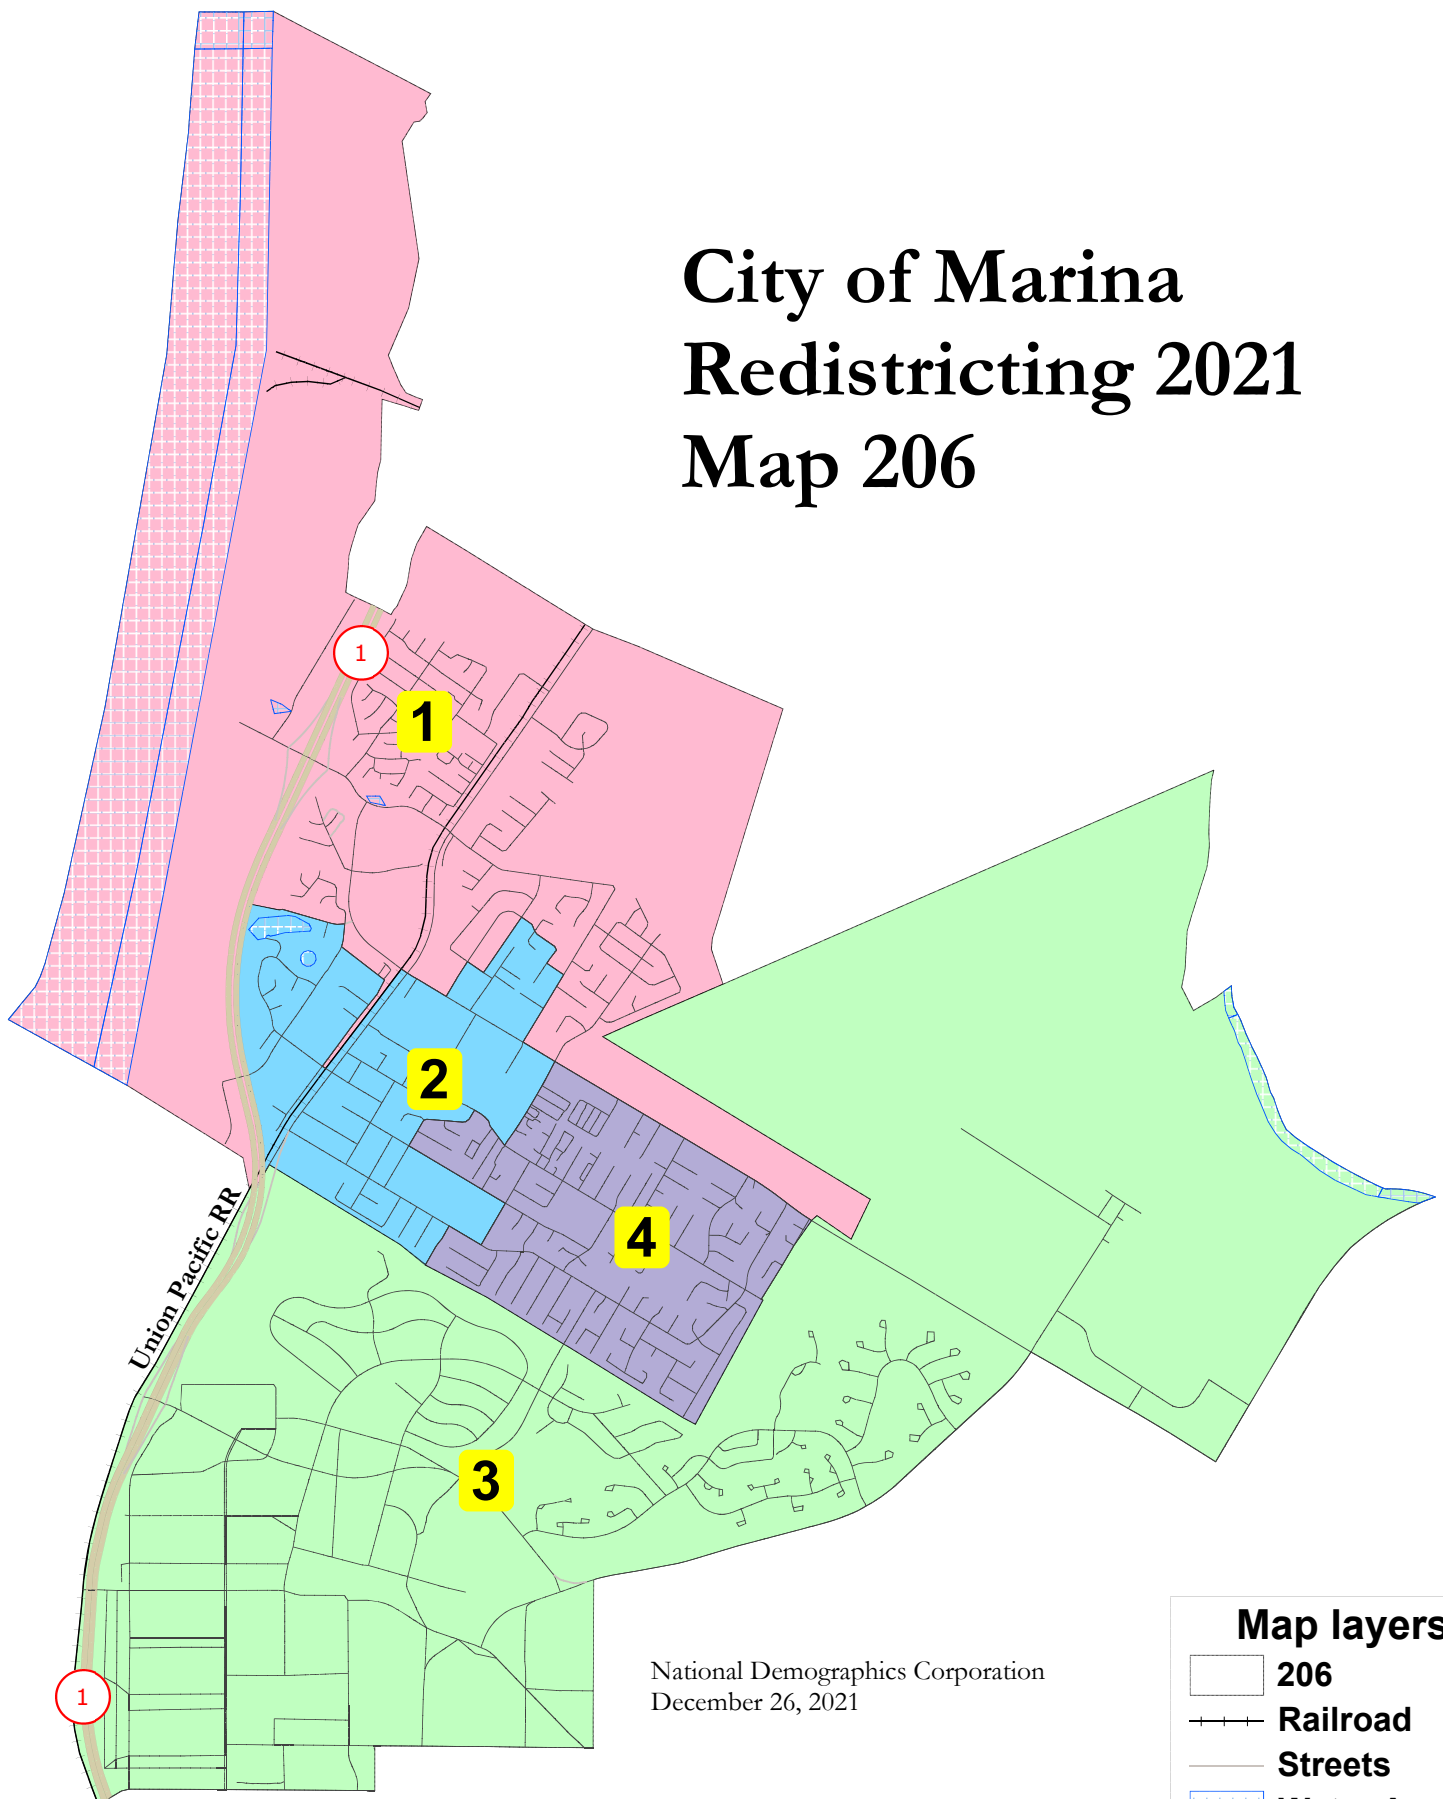 City of Marina
Redistricting 2021
Map 206
1
1
2
4
Union Pacific RR
3
1
National Demographics Corporation
December 26, 2021
Map layers
206
Railroad
Streets